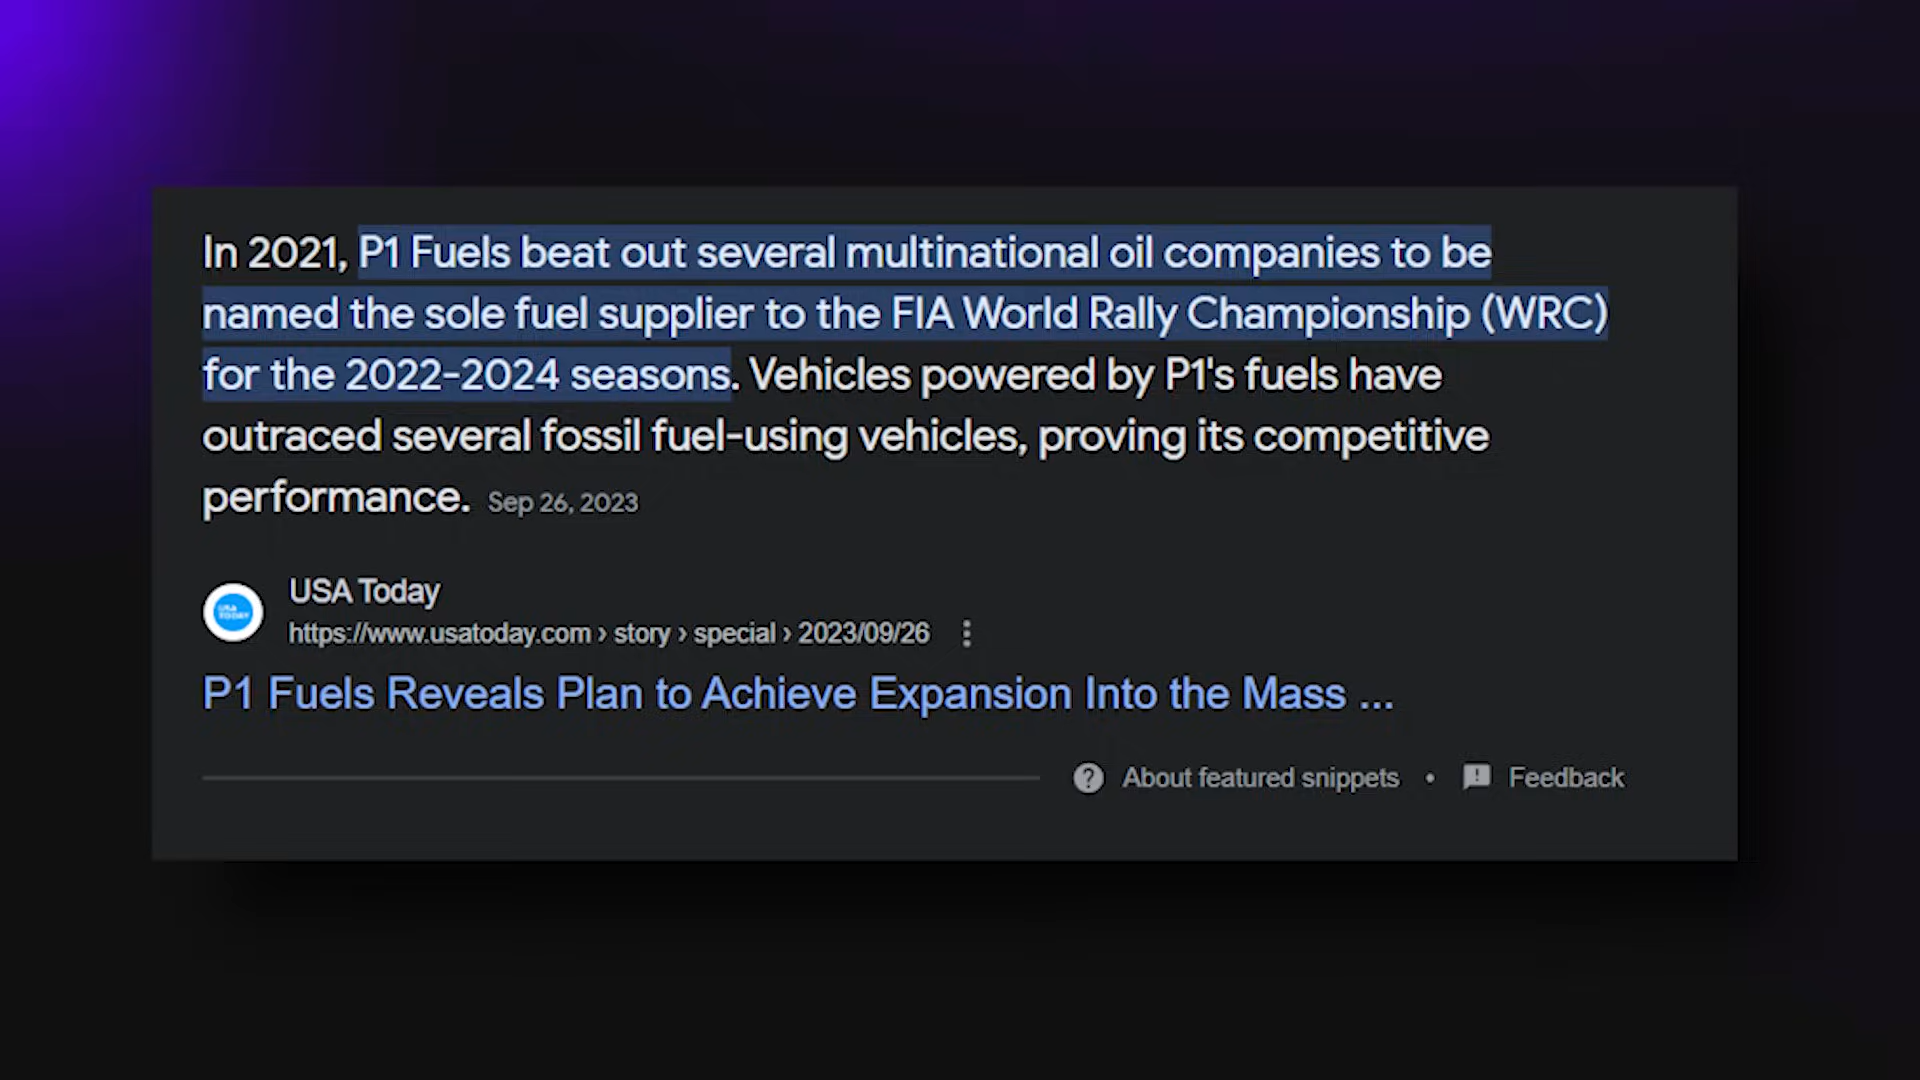 In 2021, P1 Fuels beat out several multinational oil companies to be
named the sole fuel supplier to the FIA World Rally Championship (WRC)
for the 2022-2024 seasons. Vehicles powered by P1's fuels have
outraced several fossil fuel-using vehicles, proving its competitive
performance. Sep 26, 2023
USA TODAY
USA Today
https://www.usatoday.com › story › special › 2023/09/26
P1 Fuels Reveals Plan to Achieve Expansion Into the Mass ...
About featured snippets • Feedback